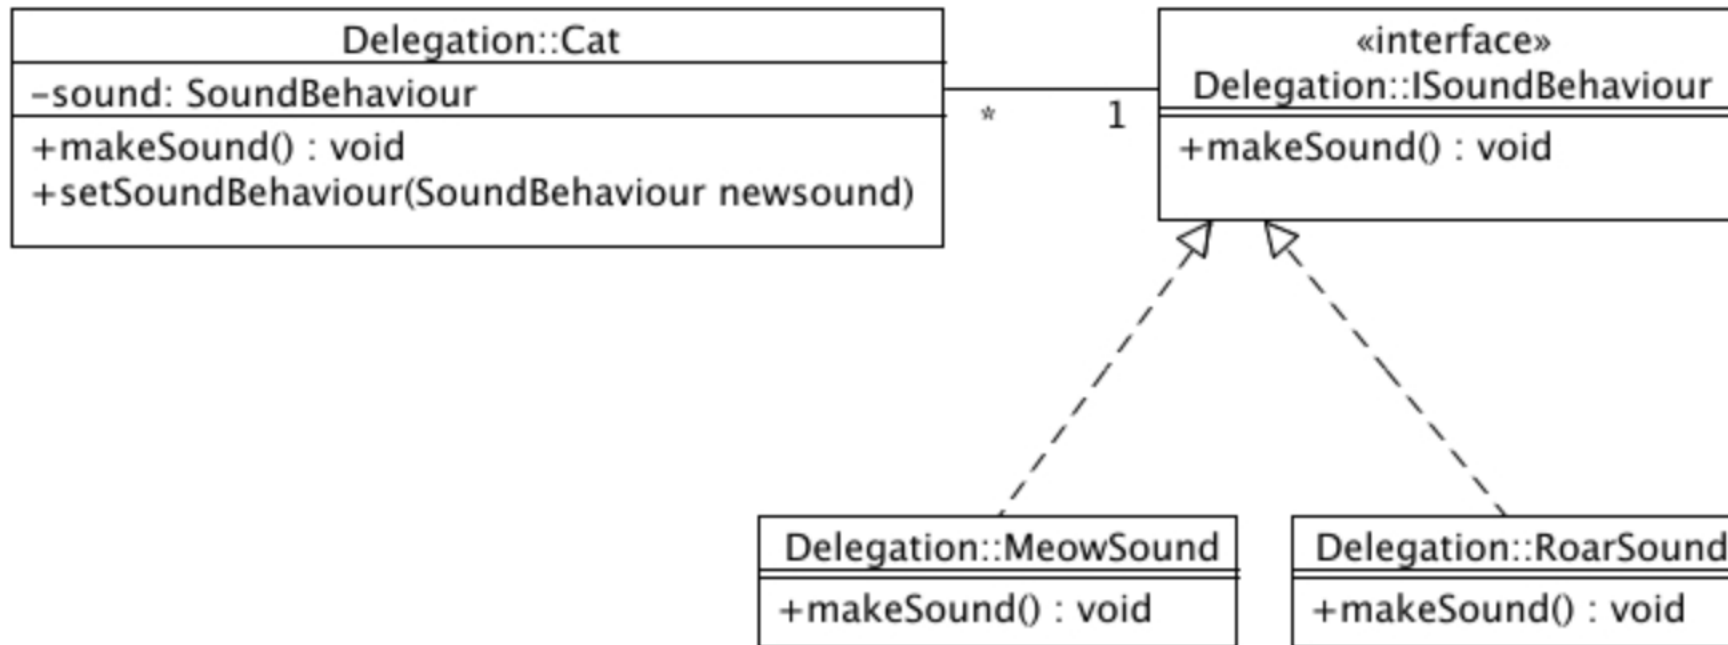 Delegation::Cat
-sound: SoundBehaviour
+makeSound() : void
+setSoundBehaviour(SoundBehaviour newsound)
* 1
«interface»
Delegation::ISoundBehaviour
+makeSound() : void
Delegation::MeowSound
+makeSound() : void
Delegation::RoarSound
+makeSound() : void